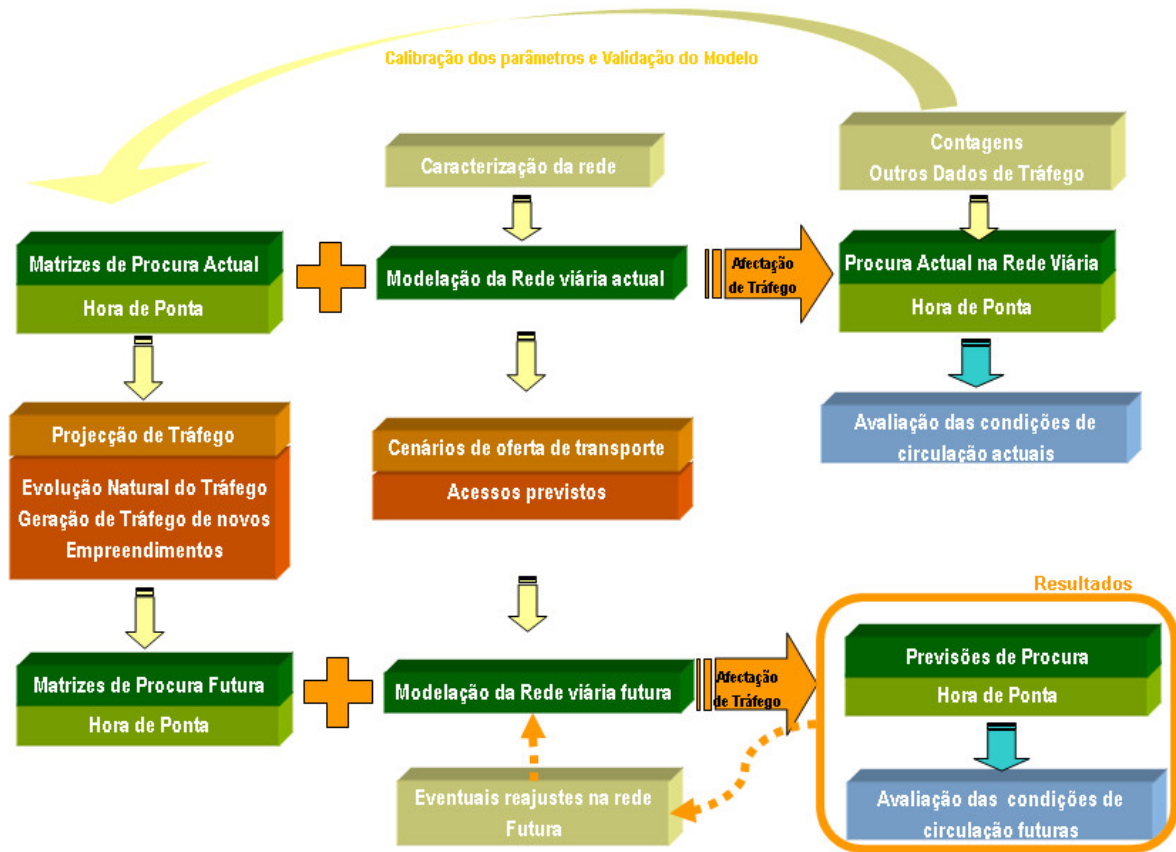 Calibração dos parâmetros e Validação do Modelo
Caracterização da rede
Contagens
Outros Dados de Tráfego
Matrizes de Procura Actual
Hora de Ponta
Modelação da Rede viária actual
Afectação
de Tráfego
Procura Actual na Rede Viária
Hora de Ponta
Projecção de Tráfego
Evolução Natural do Tráfego
Geração de Tráfego de novos
Empreendimentos
Cenários de oferta de transporte
Acessos previstos
Avaliação das condições de
circulação actuais
Resultados
Matrizes de Procura Futura
Hora de Ponta
Modelação da Rede viária futura
Afectação
de Tráfego
Previsões de Procura
Hora de Ponta
Eventuais reajustes na rede
Futura
Avaliação das condições de
circulação futuras